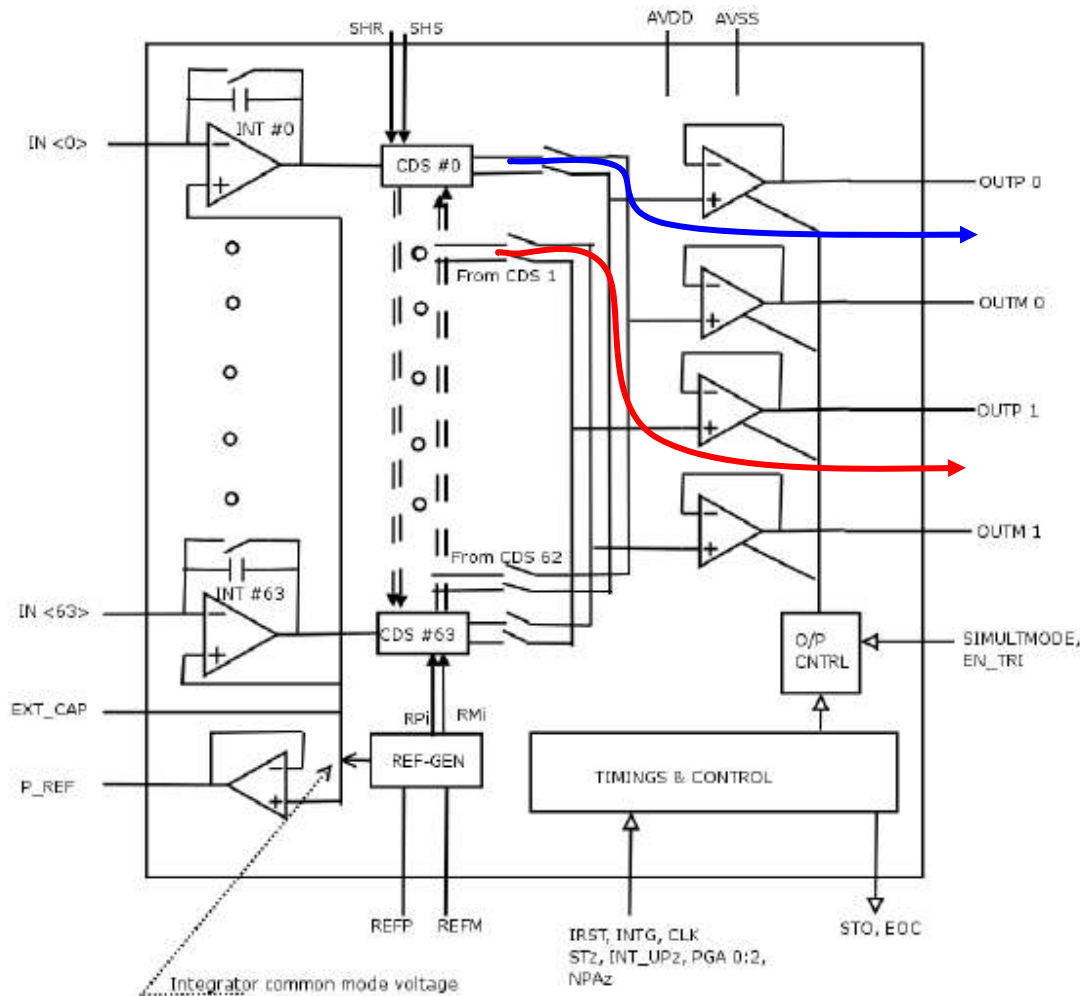 SHR SHS
AVDD AVSS
IN <0>
INT #0
CDS #0
OUTP 0
From CDS 1
OUTM 0
OUTP 1
OUTM 1
From CDS 62
INT #63
IN <63>
CDS #63
O/P
CNTRL
SIMULTMODE,
EN_TRI
EXT_CAP
RPi RMi
REF-GEN
P_REF
TIMINGS & CONTROL
REFP REFM
IRST, INTG, CLK
STz, INT_UPz, PGA 0:2,
NPAz
STO, EOC
Integrator common mode voltage